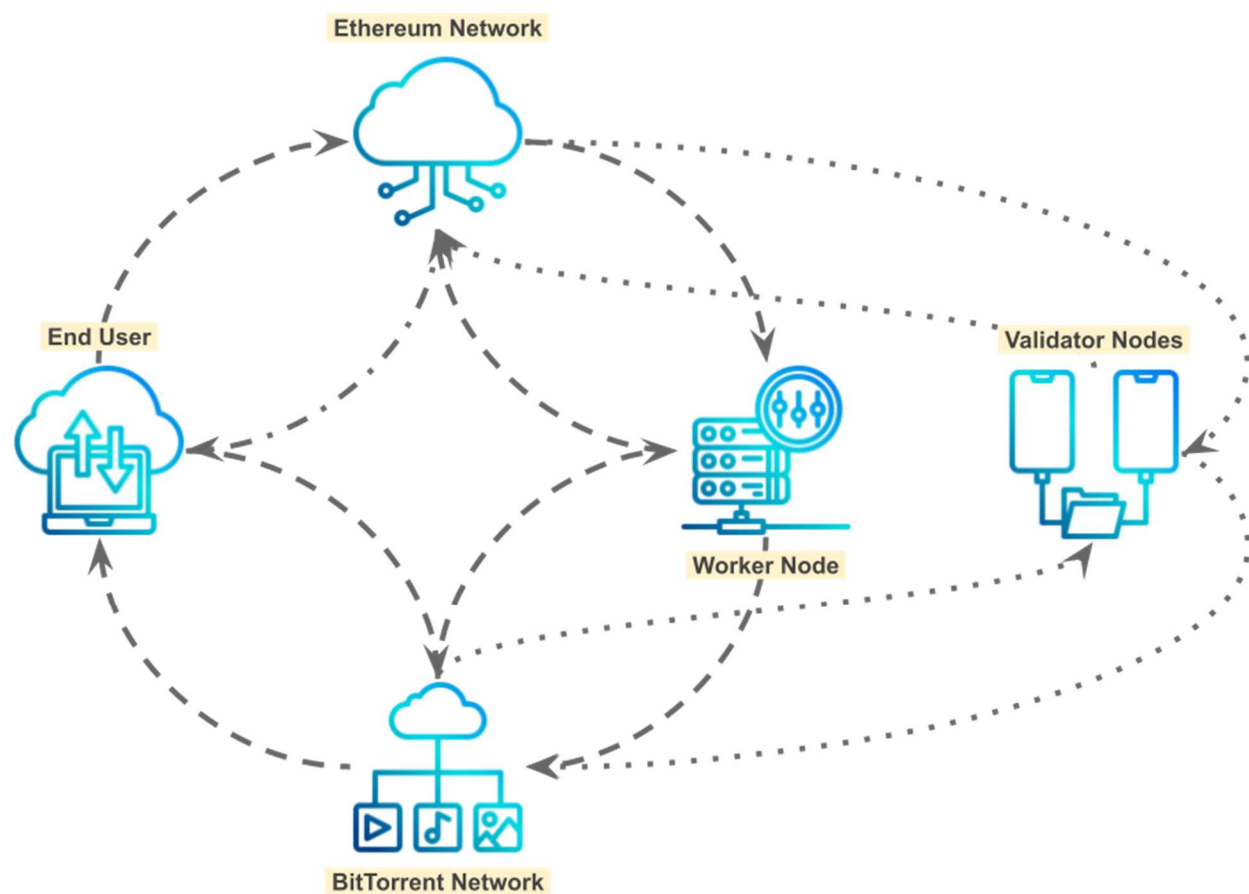 Ethereum Network
End User
Validator Nodes
Worker Node
BitTorrent Network